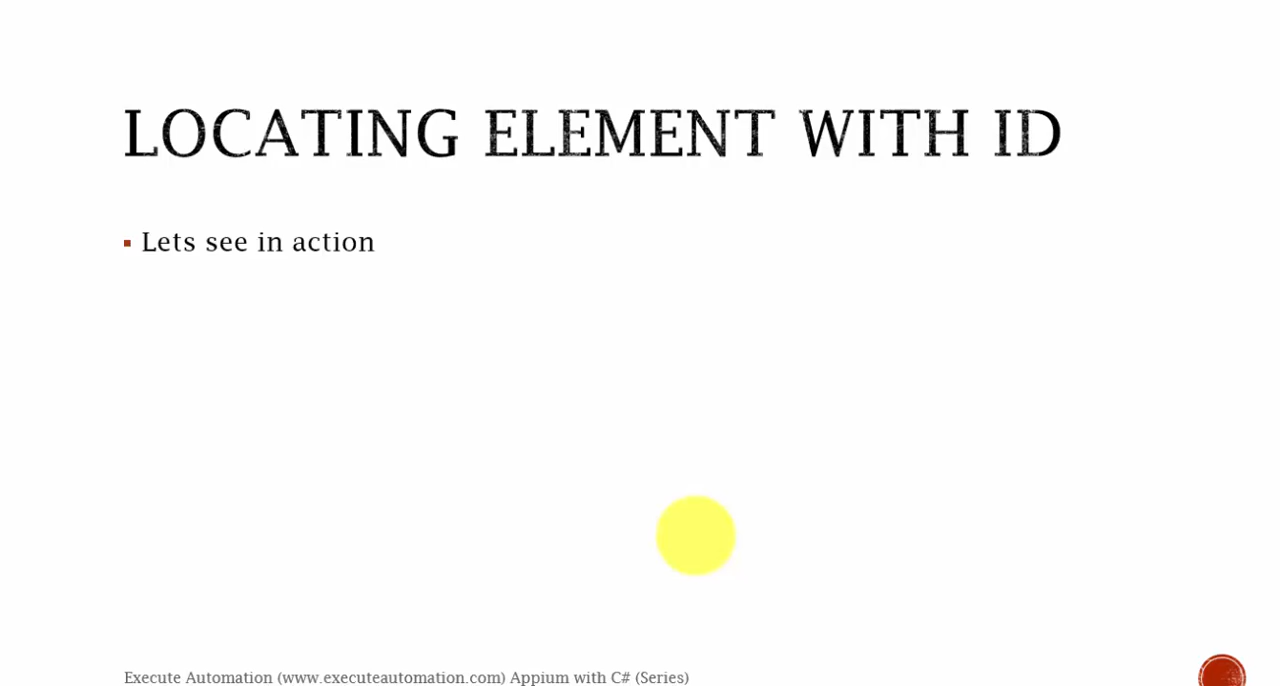 LOCATING ELEMENT WITH ID
Lets see in action
Execute Automation (www.executeautomation.com) Appium with C# (Series)